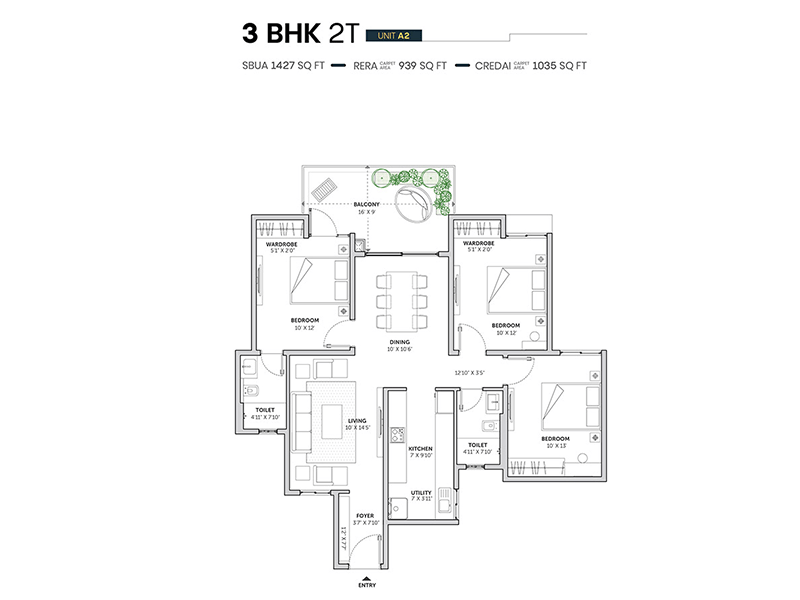 3 BHK 2T UNIT A2
SBUA 1427 SQ FT — RERA CARPET AREA 939 SQ FT — CREDAI CARPET AREA 1035 SQ FT
BALCONY
16' X 9'
WARDROBE
5'1" X 2'0"
WARDROBE
5'1" X 2'0"
BEDROOM
10' X 12'
BEDROOM
10' X 12'
DINING
10' X 10'6"
12'10" X 3'5"
TOILET
4'11" X 7'10"
LIVING
10' X 14'5"
BEDROOM
10' X 13'
KITCHEN
7' X 9'10"
TOILET
4'11" X 7'10"
UTILITY
7' X 3'11"
FOYER
3'7" X 7'10"
1'2" X 7'7"
ENTRY